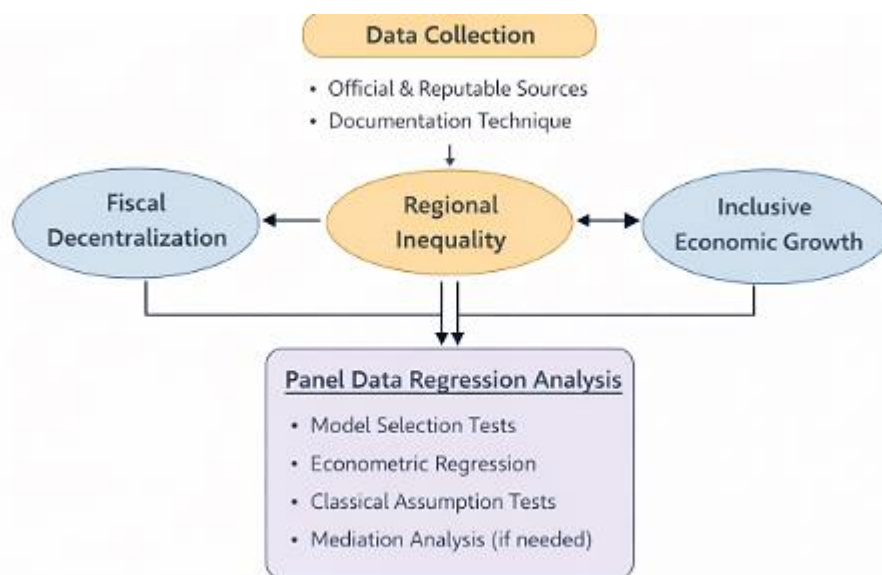 Data Collection
• Official & Reputable Sources
• Documentation Technique
Fiscal
Decentralization
Regional
Inequality
Inclusive
Economic Growth
Panel Data Regression Analysis
• Model Selection Tests
• Econometric Regression
• Classical Assumption Tests
• Mediation Analysis (if needed)